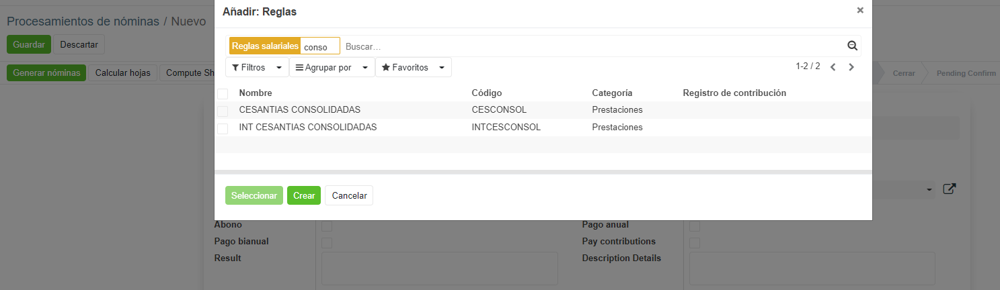 Añadir: Reglas
×
Procesamientos de nóminas / Nuevo
Guardar Descartar
Reglas salariales conso Buscar...
Filtros Agrupar por Favoritos 1-2 / 2
Generar nóminas Calcular hojas Compute Sh Cerrar Pending Confirm
Nombre Código Categoría Registro de contribución
CESANTIAS CONSOLIDADAS CESCONSOL Prestaciones
INT CESANTIAS CONSOLIDADAS INTCESCONSOL Prestaciones
Seleccionar Crear Cancelar
Abono Pago anual
Pago bianual Pay contributions
Result Description Details